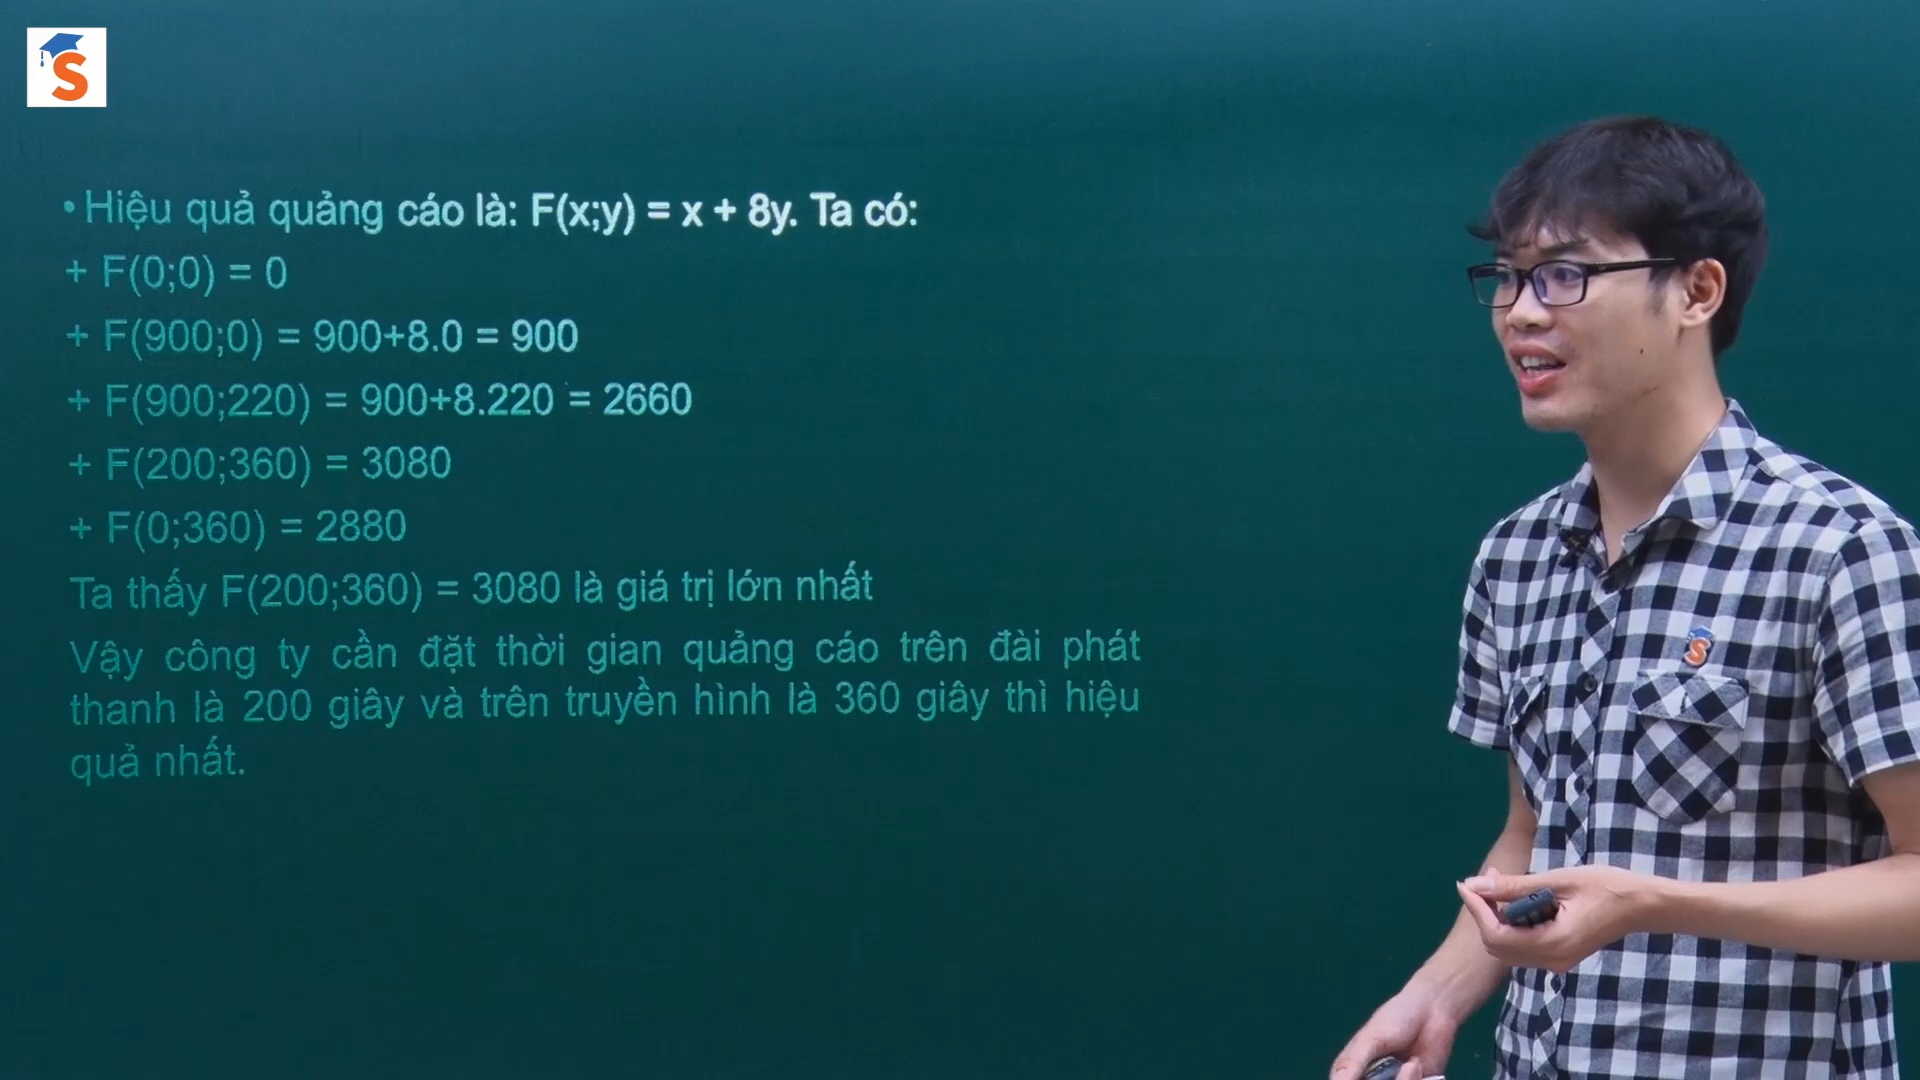 S
• Hiệu quả quảng cáo là: F(x;y) = x + 8y. Ta có:
+ F(0;0) = 0
+ F(900;0) = 900+8.0 = 900
+ F(900;220) = 900+8.220 = 2660
+ F(200;360) = 3080
+ F(0;360) = 2880
Ta thấy F(200;360) = 3080 là giá trị lớn nhất
Vậy công ty cần đặt thời gian quảng cáo trên đài phát
thanh là 200 giây và trên truyền hình là 360 giây thì hiệu
quả nhất.
S